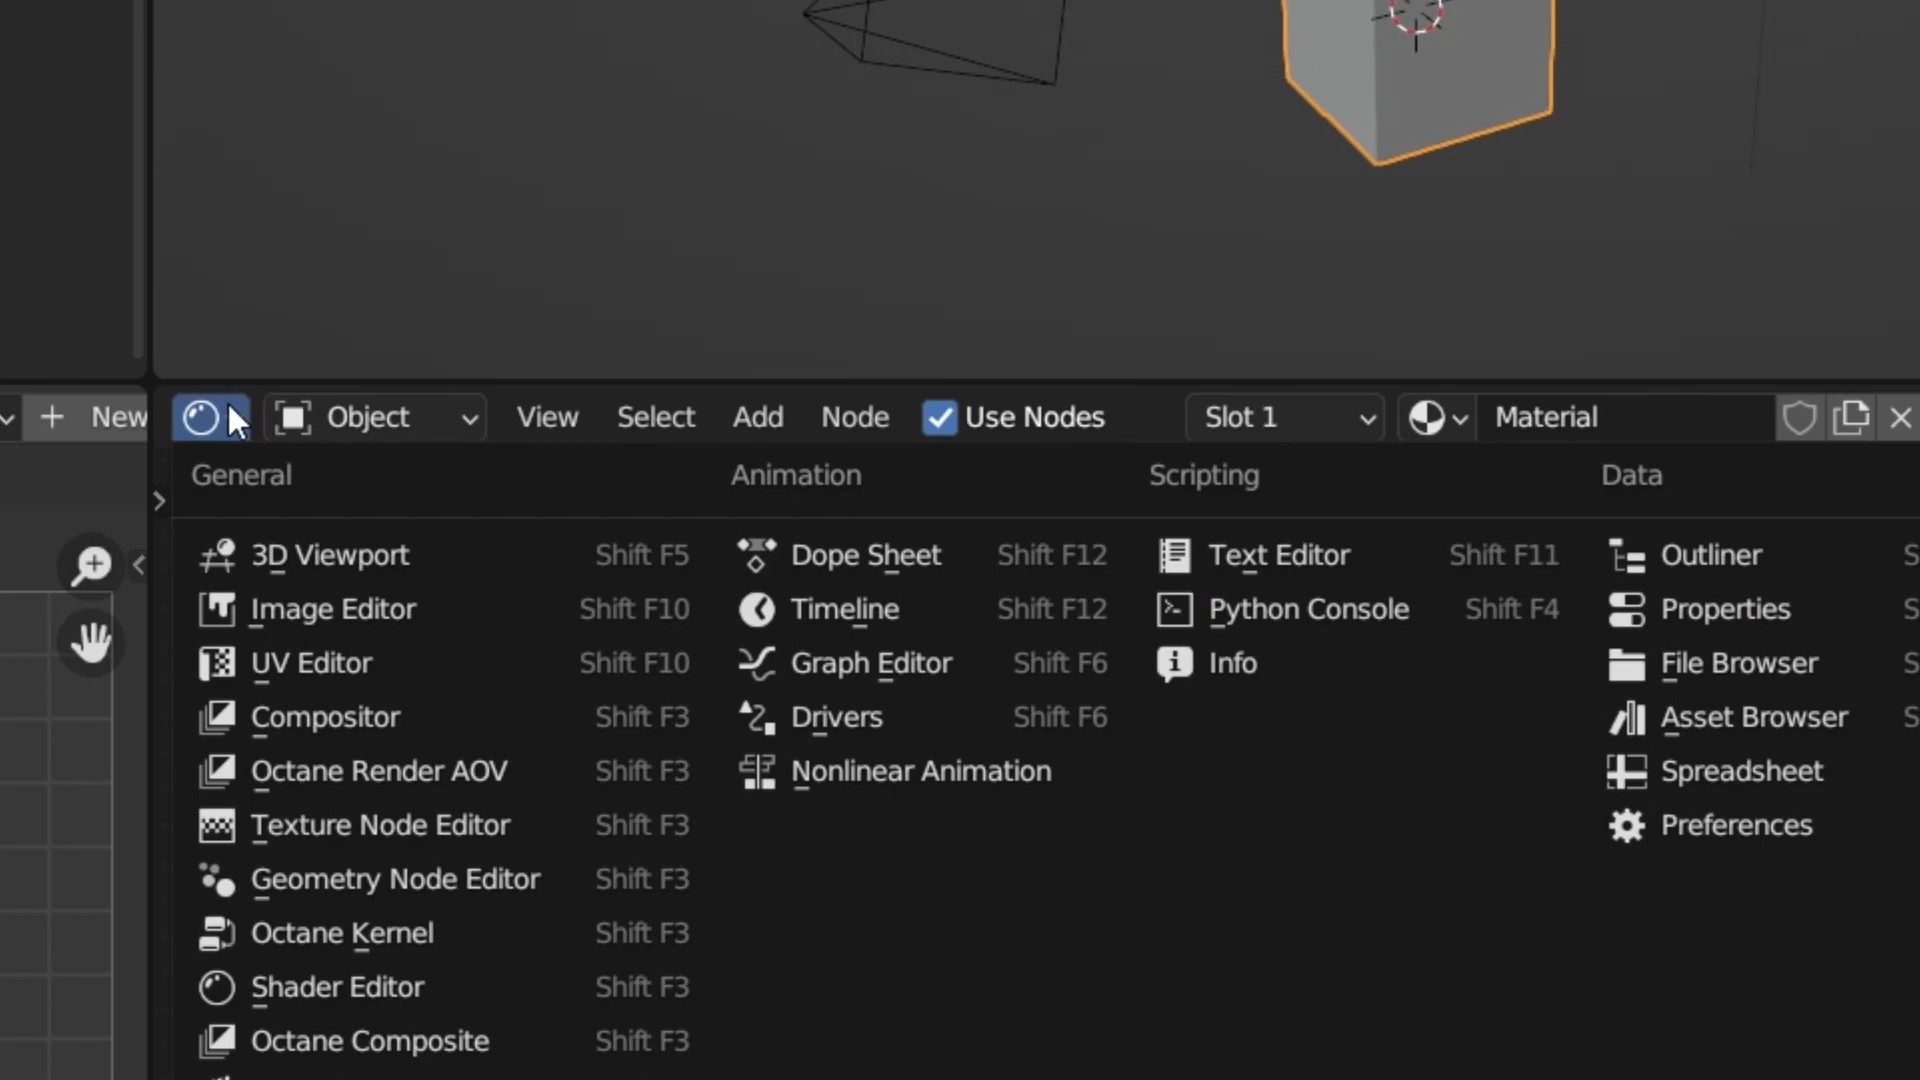 New
Object
View
Select
Add
Node
Use Nodes
Slot 1
Material
General
3D Viewport Shift F5
Image Editor Shift F10
UV Editor Shift F10
Compositor Shift F3
Octane Render AOV Shift F3
Texture Node Editor Shift F3
Geometry Node Editor Shift F3
Octane Kernel Shift F3
Shader Editor Shift F3
Octane Composite Shift F3
Animation
Dope Sheet Shift F12
Timeline Shift F12
Graph Editor Shift F6
Drivers Shift F6
Nonlinear Animation
Scripting
Text Editor Shift F11
Python Console Shift F4
Info
Data
Outliner S
Properties S
File Browser S
Asset Browser S
Spreadsheet
Preferences